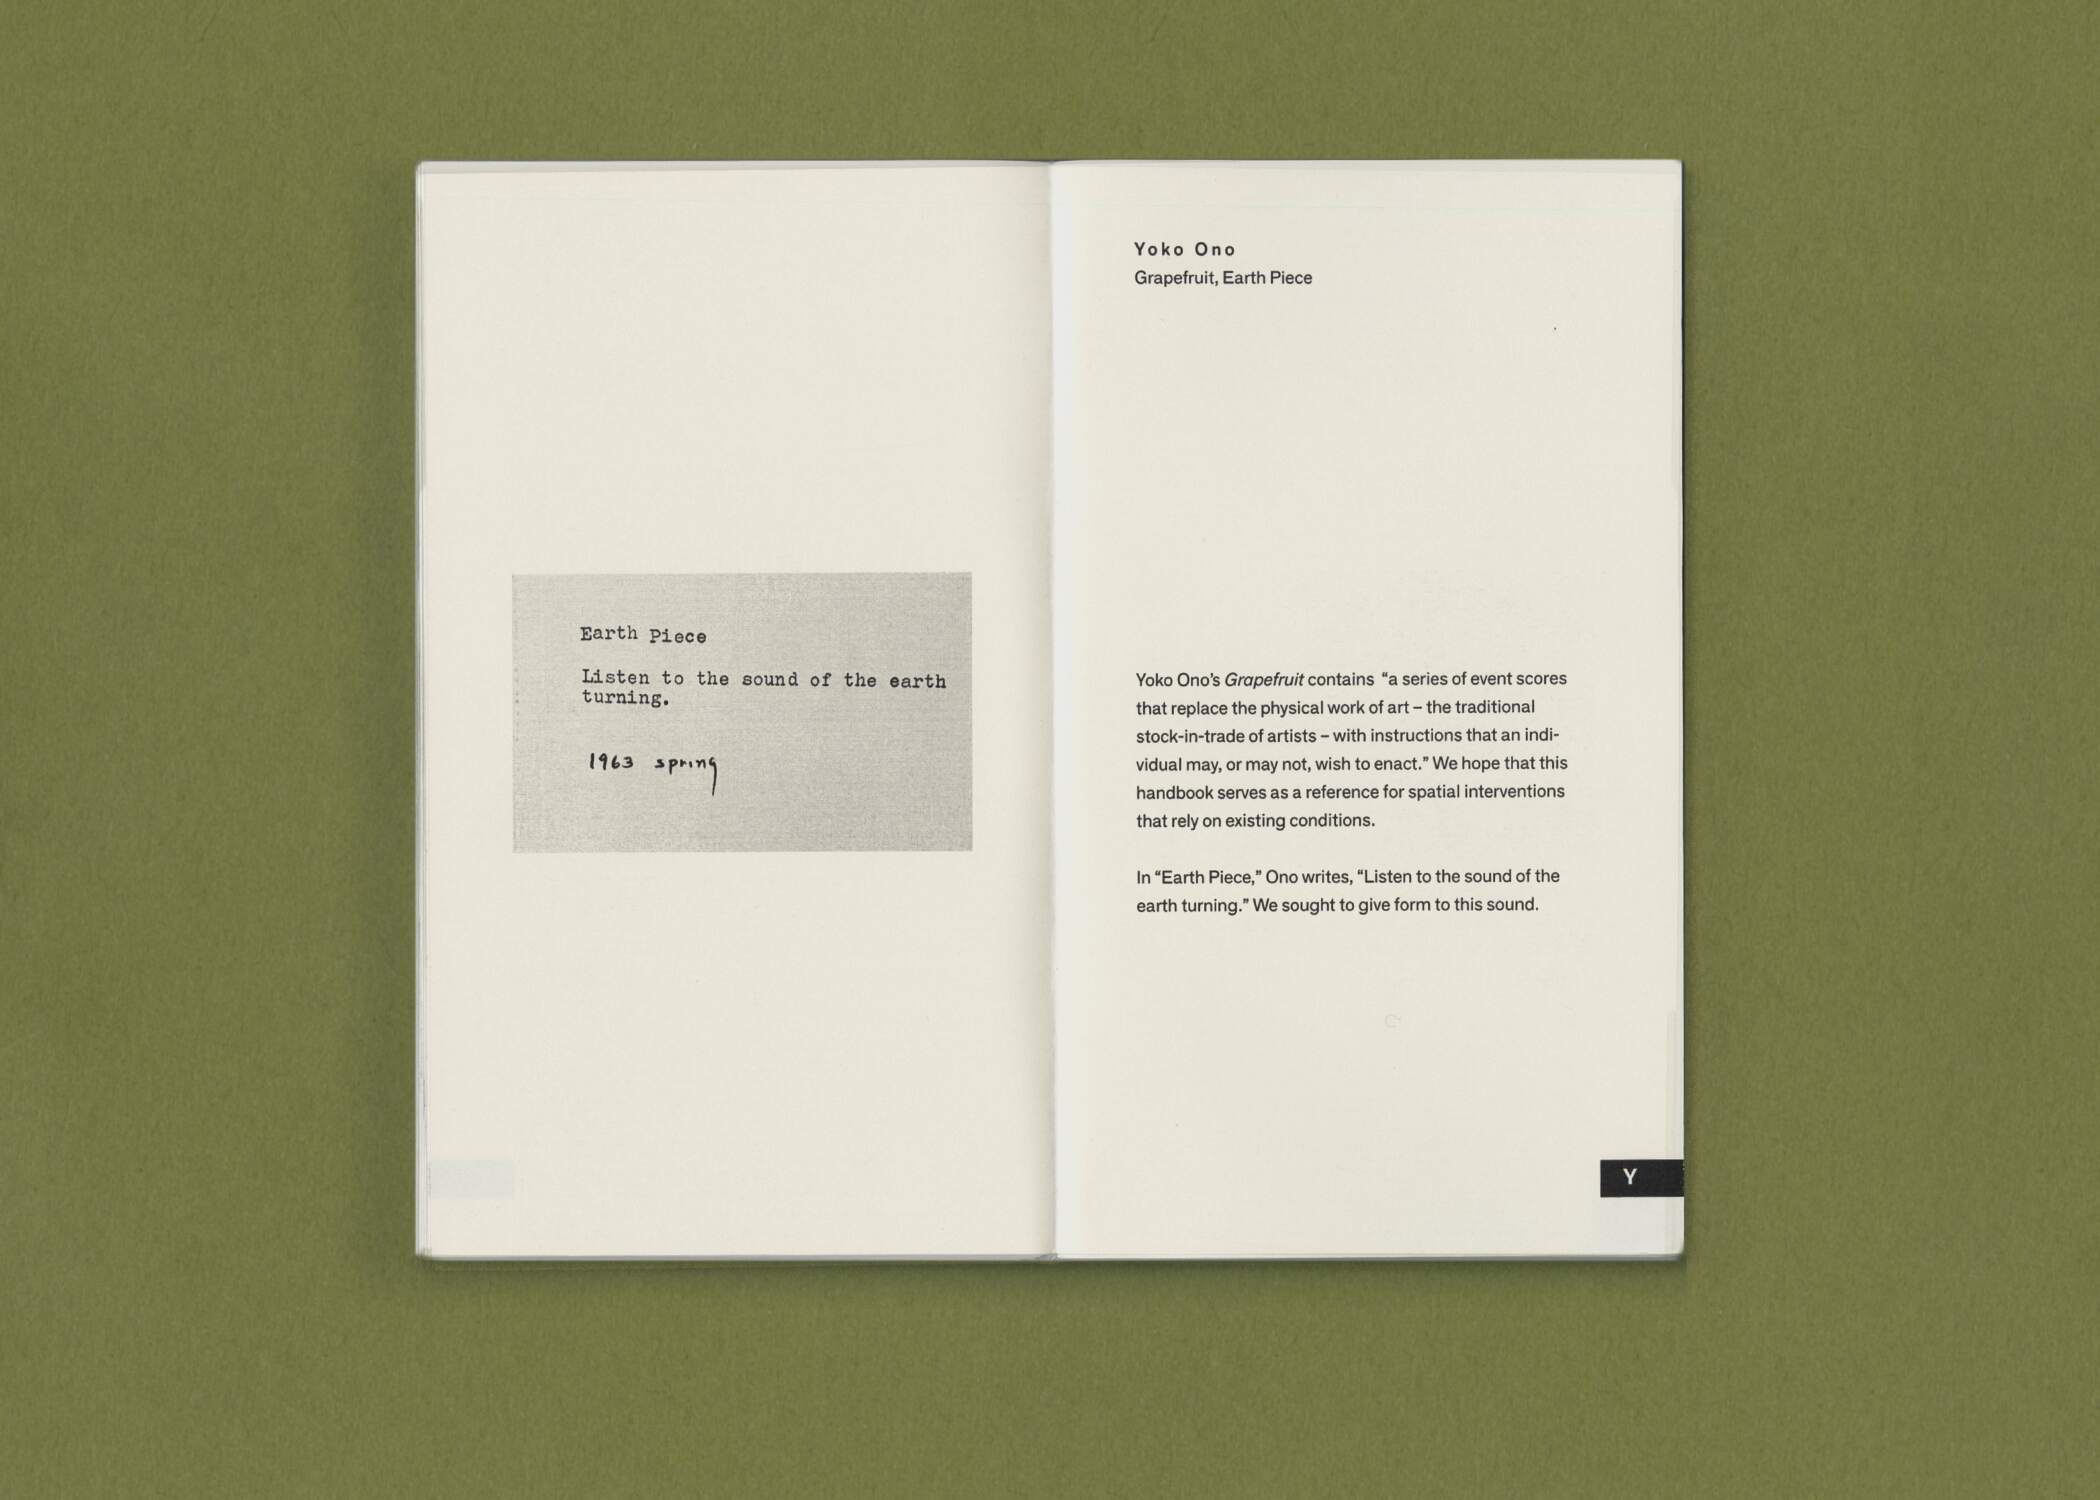 Earth Piece
Listen to the sound of the earth
turning.
1963 spring
Yoko Ono
Grapefruit, Earth Piece
Yoko Ono’s Grapefruit contains “a series of event scores
that replace the physical work of art – the traditional
stock-in-trade of artists – with instructions that an indi-
vidual may, or may not, wish to enact.” We hope that this
handbook serves as a reference for spatial interventions
that rely on existing conditions.
In “Earth Piece,” Ono writes, “Listen to the sound of the
earth turning.” We sought to give form to this sound.
Y